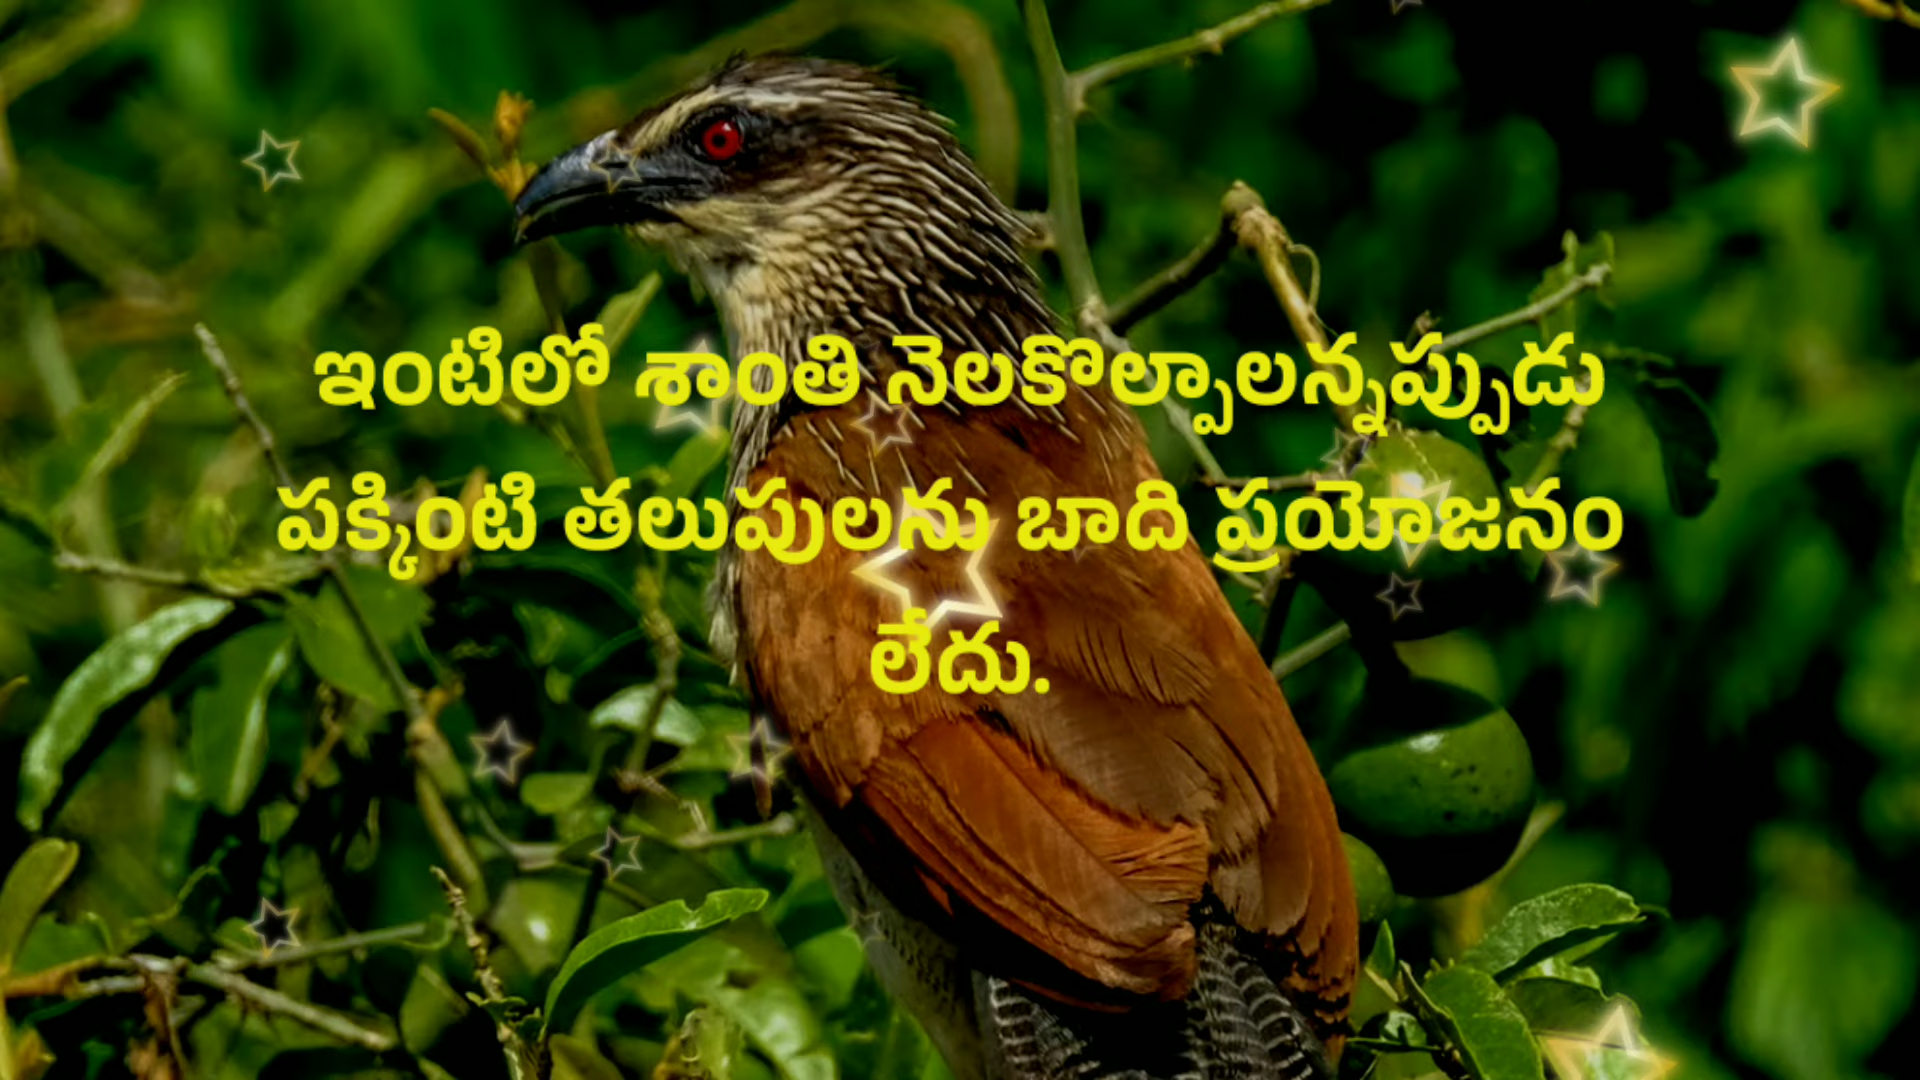 ఇంటిలో శాంతి నెలకొల్పాలన్నప్పుడు
పక్కింటి తలుపులను బాది ప్రయోజనం
లేదు.